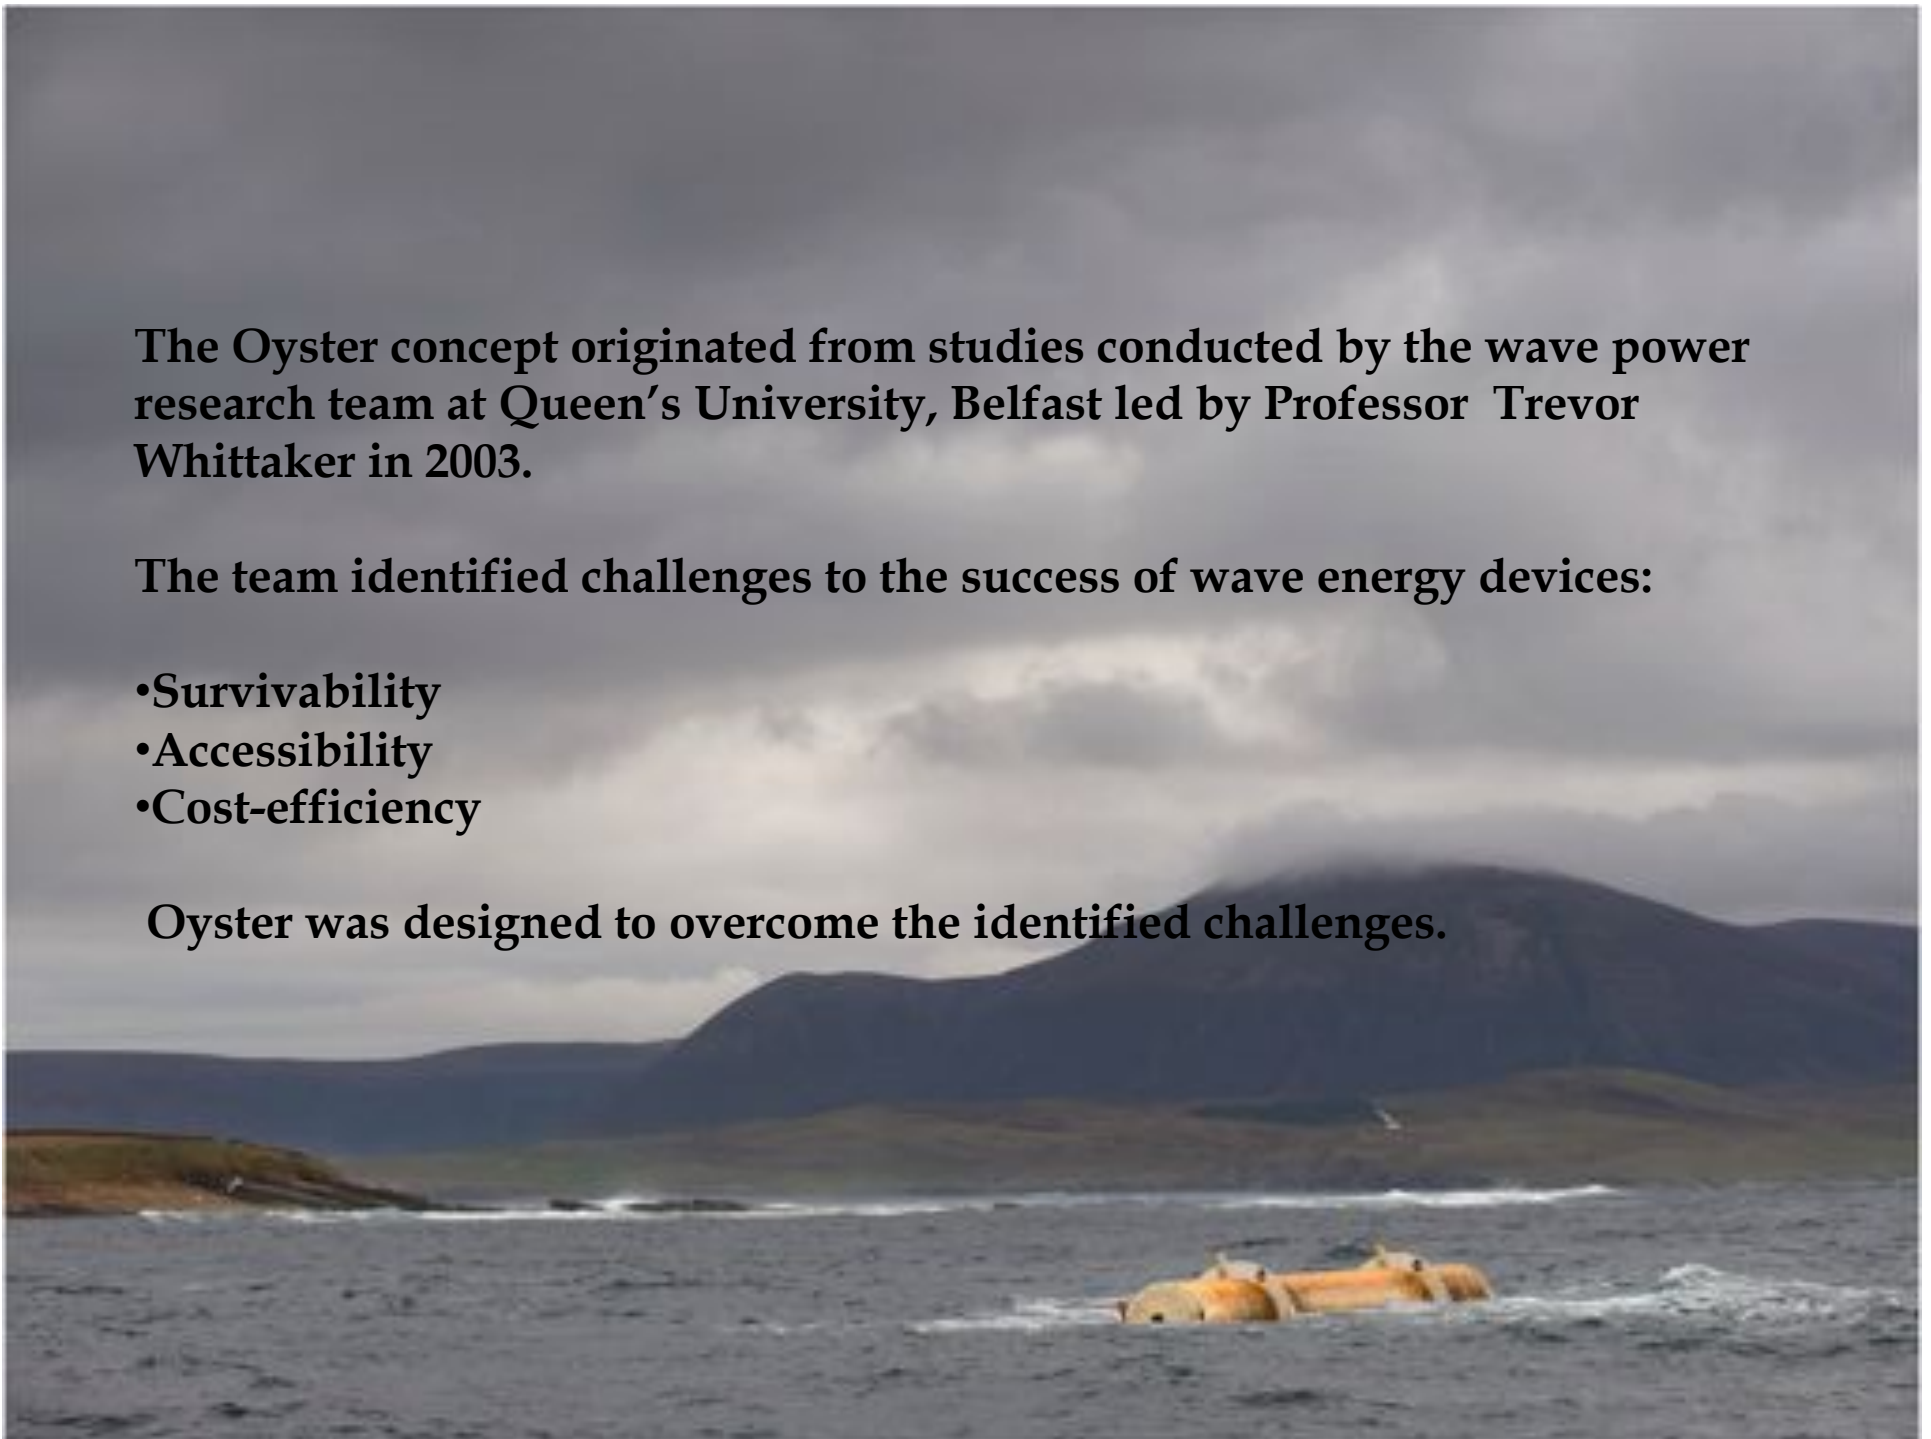 The Oyster concept originated from studies conducted by the wave power
research team at Queen’s University, Belfast led by Professor  Trevor
Whittaker in 2003.
The team identified challenges to the success of wave energy devices:
•Survivability
•Accessibility
•Cost-efficiency
Oyster was designed to overcome the identified challenges.